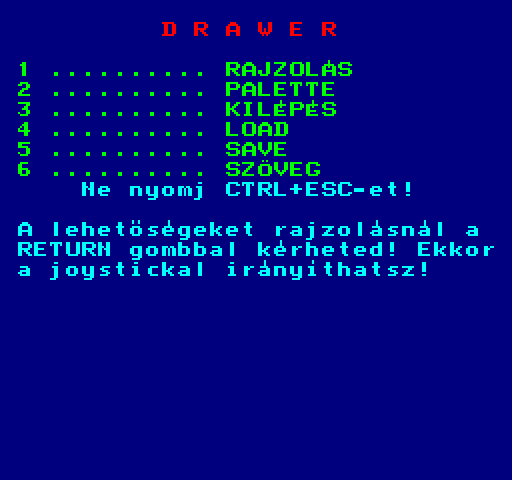 D R A W E R
1 .......... RAJZOLÁS
2 .......... PALETTE
3 .......... KILÉPÉS
4 .......... LOAD
5 .......... SAVE
6 .......... SZÖVEG
Ne nyomj CTRL+ESC-et!
A lehetőségeket rajzolásnál a
RETURN gombbal kérheted! Ekkor
a joystickal irányithatsz!